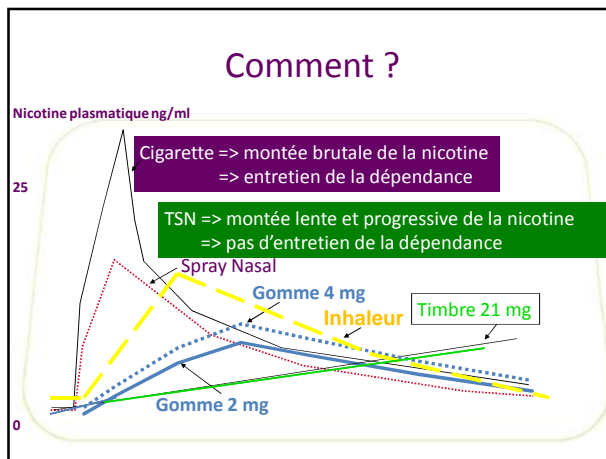 Comment ?
Nicotine plasmatique ng/ml
Cigarette => montée brutale de la nicotine
=> entretien de la dépendance
25
TSN => montée lente et progressive de la nicotine
=> pas d’entretien de la dépendance
Spray Nasal
Gomme 4 mg
Timbre 21 mg
Inhaleur
Gomme 2 mg
0